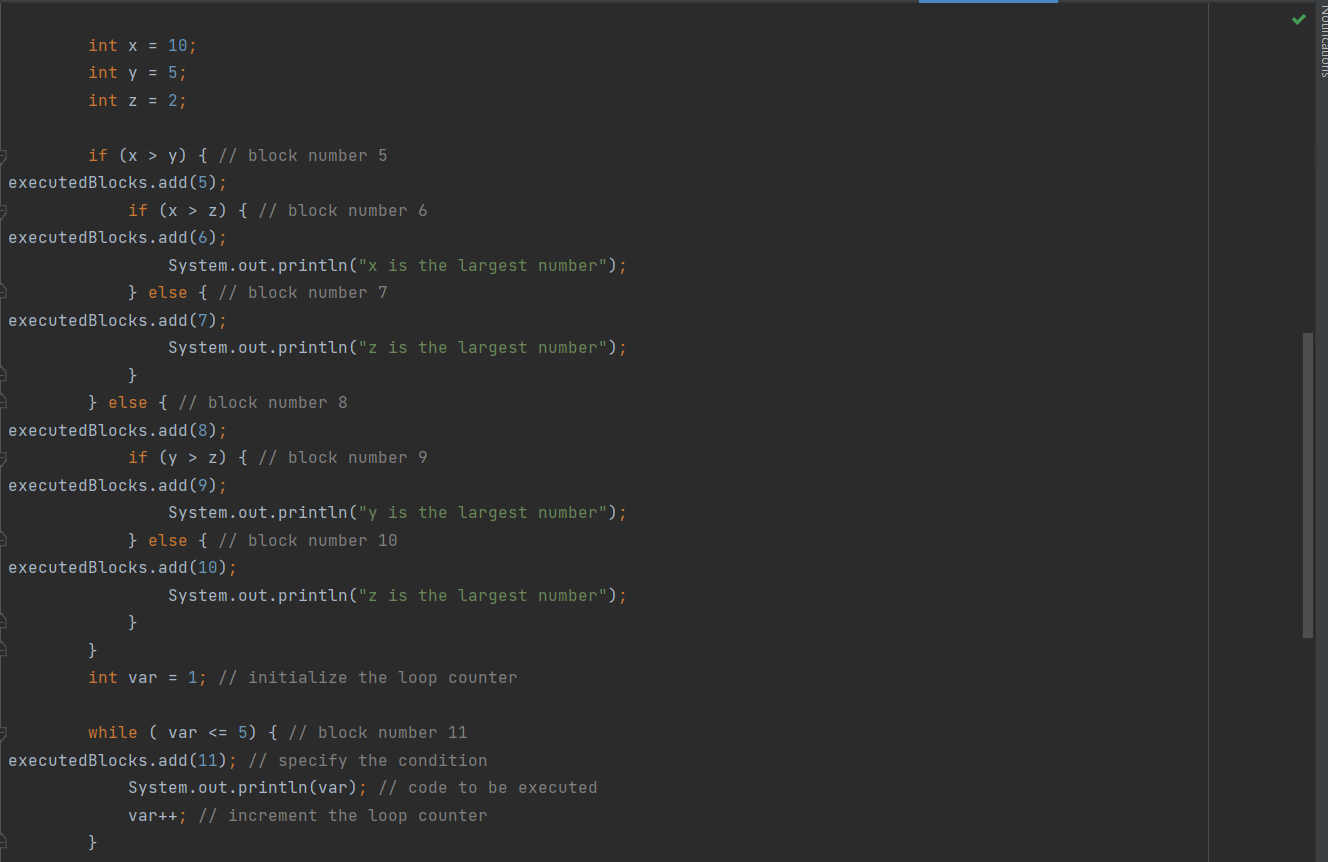 Notifications
        int x = 10;
        int y = 5;
        int z = 2;

        if (x > y) { // block number 5
executedBlocks.add(5);
            if (x > z) { // block number 6
executedBlocks.add(6);
                System.out.println("x is the largest number");
            } else { // block number 7
executedBlocks.add(7);
                System.out.println("z is the largest number");
            }
        } else { // block number 8
executedBlocks.add(8);
            if (y > z) { // block number 9
executedBlocks.add(9);
                System.out.println("y is the largest number");
            } else { // block number 10
executedBlocks.add(10);
                System.out.println("z is the largest number");
            }
        }
        int var = 1; // initialize the loop counter

        while ( var <= 5) { // block number 11
executedBlocks.add(11); // specify the condition
            System.out.println(var); // code to be executed
            var++; // increment the loop counter
        }